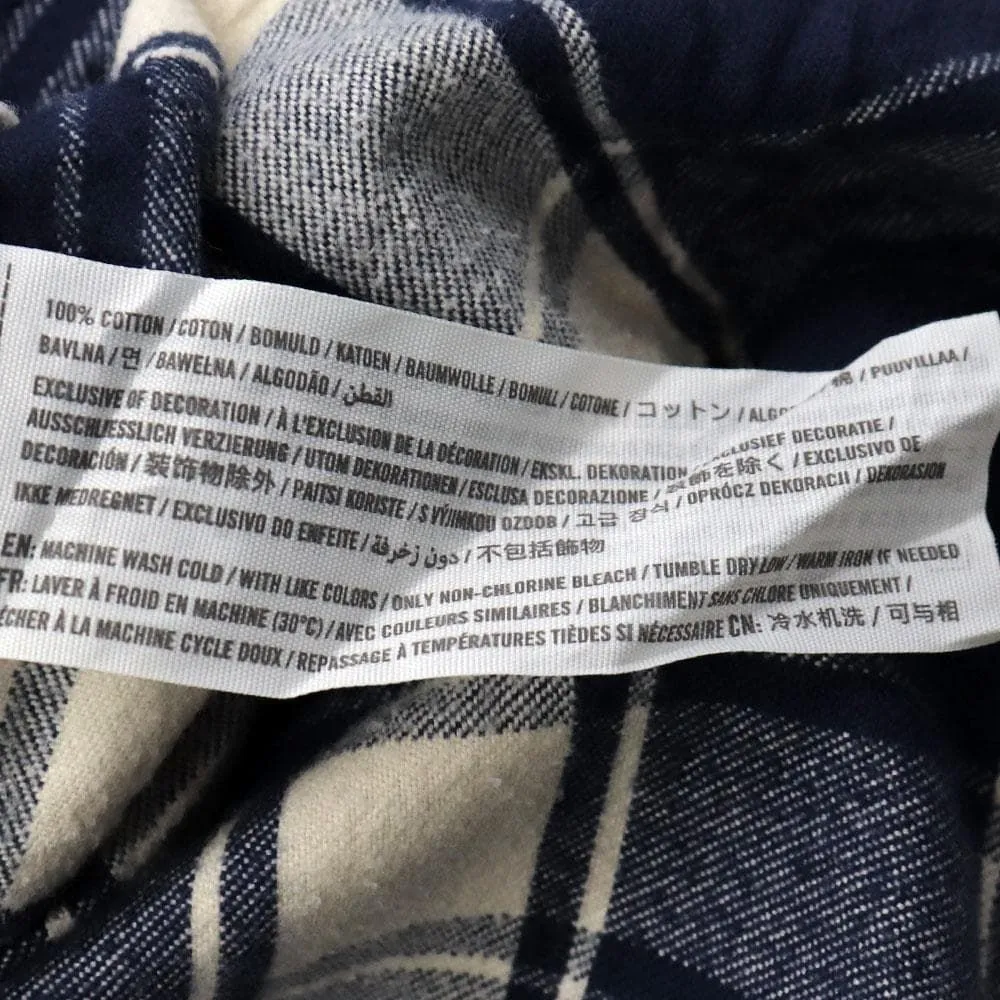 100% COTTON / COTON / BOMULD / KATOEN / BAUMWOLLE / BOMULL / COTONE / コットン / ALGO 棉 / PUUVILLAA /
BAVLNA / 면 / BAWEŁNA / ALGODÃO / القطن
EXCLUSIVE OF DECORATION / À L'EXCLUSION DE LA DÉCORATION / EKSKL. DEKORATION EXCLUSIEF DECORATIE /
AUSSCHLIESSLICH VERZIERUNG / UTOM DEKORATIONEN / ESCLUSA DECORAZIONE / 装飾を除く / EXCLUSIVO DE
DECORACIÓN / 装饰物除外 / PAITSI KORISTE / S VÝJIMKOU OZDOB / 고급 장식 / OPRÓCZ DEKORACJI / DEKORASJON
IKKE MEDREGNET / EXCLUSIVO DO ENFEITE / دون زخرفة / 不包括飾物
EN: MACHINE WASH COLD / WITH LIKE COLORS / ONLY NON-CHLORINE BLEACH / TUMBLE DRY LOW / WARM IRON IF NEEDED
FR: LAVER À FROID EN MACHINE (30°C) / AVEC COULEURS SIMILAIRES / BLANCHIMENT SANS CHLORE UNIQUEMENT /
ÉCHER À LA MACHINE CYCLE DOUX / REPASSAGE À TEMPÉRATURES TIÈDES SI NÉCESSAIRE CN: 冷水机洗 / 可与相